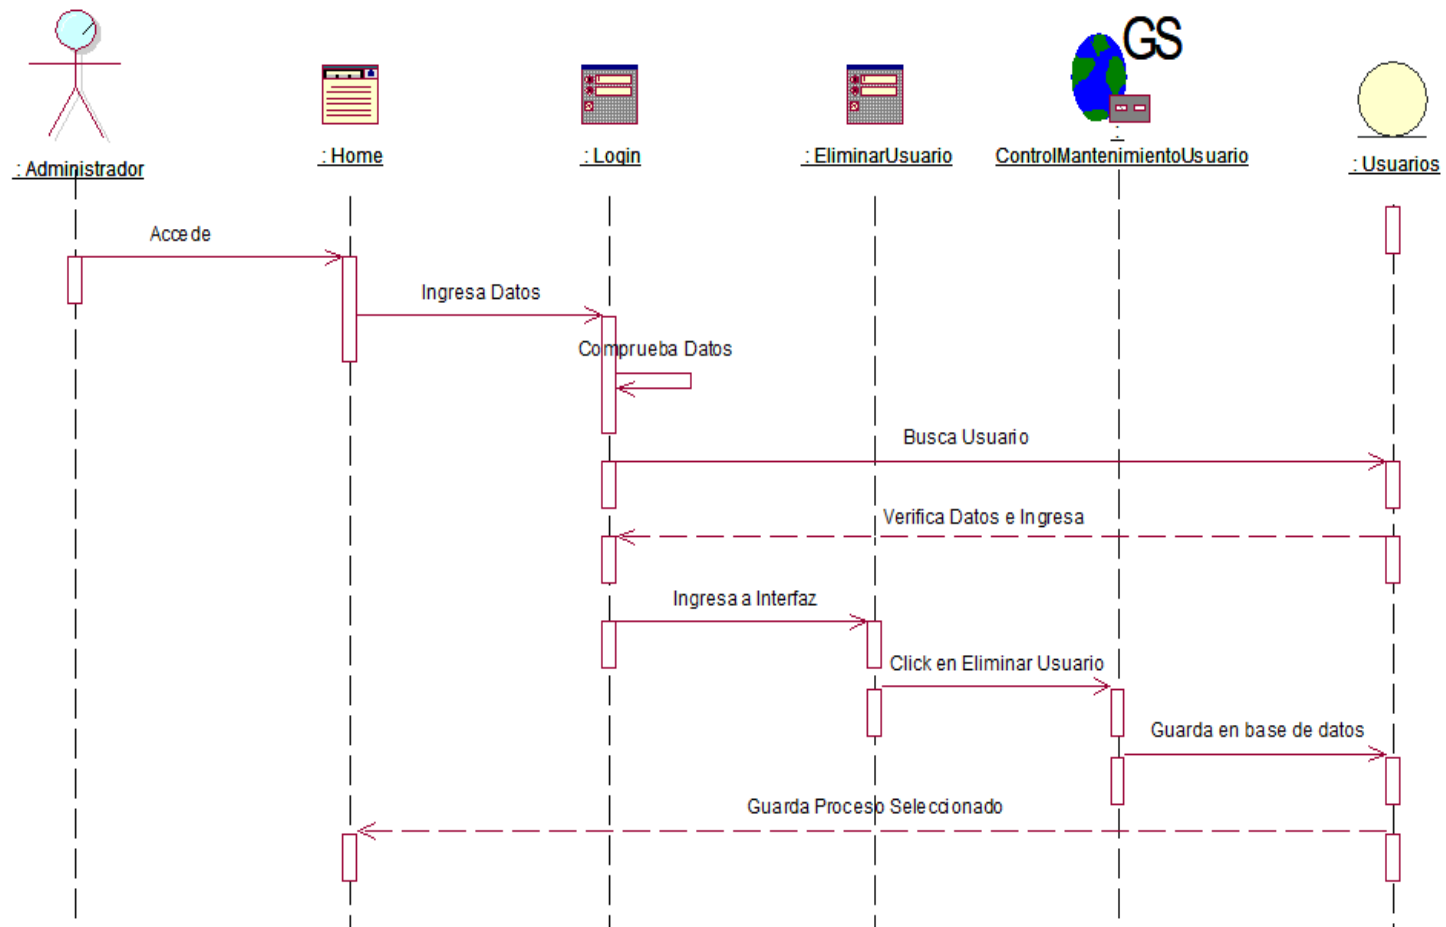 GS
: Administrador
: Home
: Login
: EliminarUsuario
:
ControlMantenimientoUsuario
: Usuarios
Accede
Ingresa Datos
Comprueba Datos
Busca Usuario
Verifica Datos e Ingresa
Ingresa a Interfaz
Click en Eliminar Usuario
Guarda en base de datos
Guarda Proceso Seleccionado